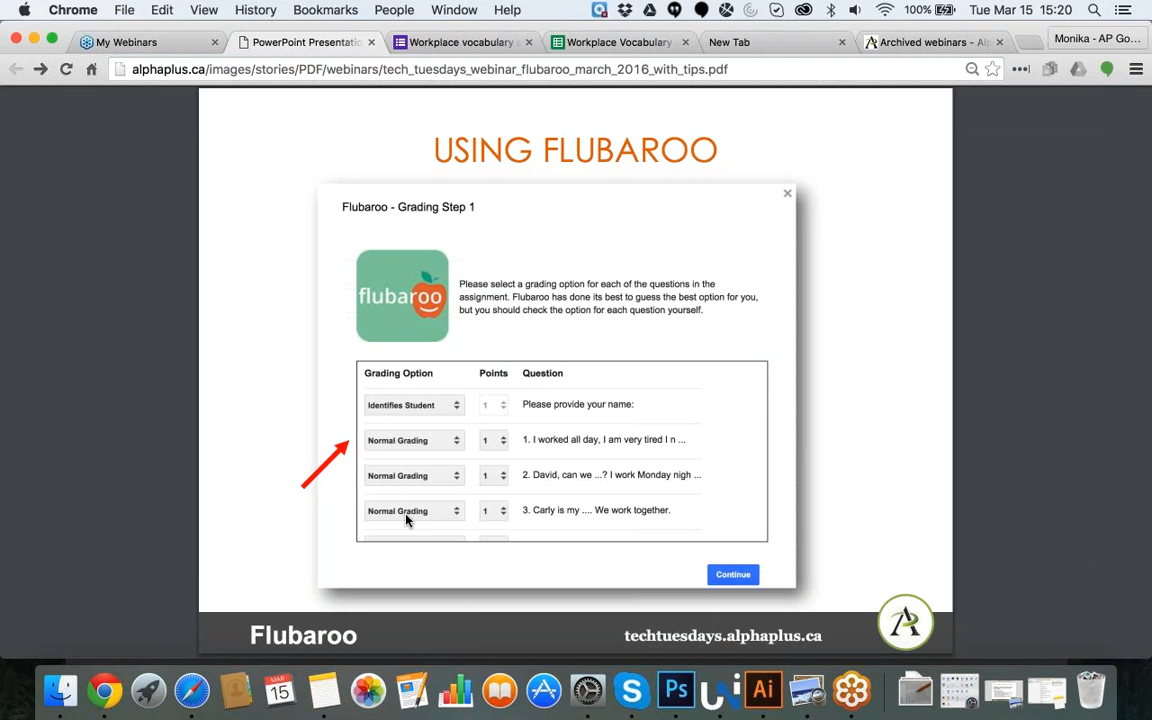 Chrome File Edit View History Bookmarks People Window Help 100% Tue Mar 15 15:20
My Webinars PowerPoint Presentatio Workplace vocabulary a Workplace Vocabulary New Tab Archived webinars - Alp Monika - AP Go...
alphaplus.ca/images/stories/PDF/webinars/tech_tuesdays_webinar_flubaroo_march_2016_with_tips.pdf
USING FLUBAROO
Flubaroo - Grading Step 1
flubaroo
Please select a grading option for each of the questions in the
assignment. Flubaroo has done its best to guess the best option for you,
but you should check the option for each question yourself.
Grading Option Points Question
Identifies Student 1 Please provide your name:
Normal Grading 1 1. I worked all day, I am very tired I n ...
Normal Grading 1 2. David, can we ...? I work Monday nigh ...
Normal Grading 1 3. Carly is my .... We work together.
Continue
Flubaroo techtuesdays.alphaplus.ca
MAR
15
Ps
Ai